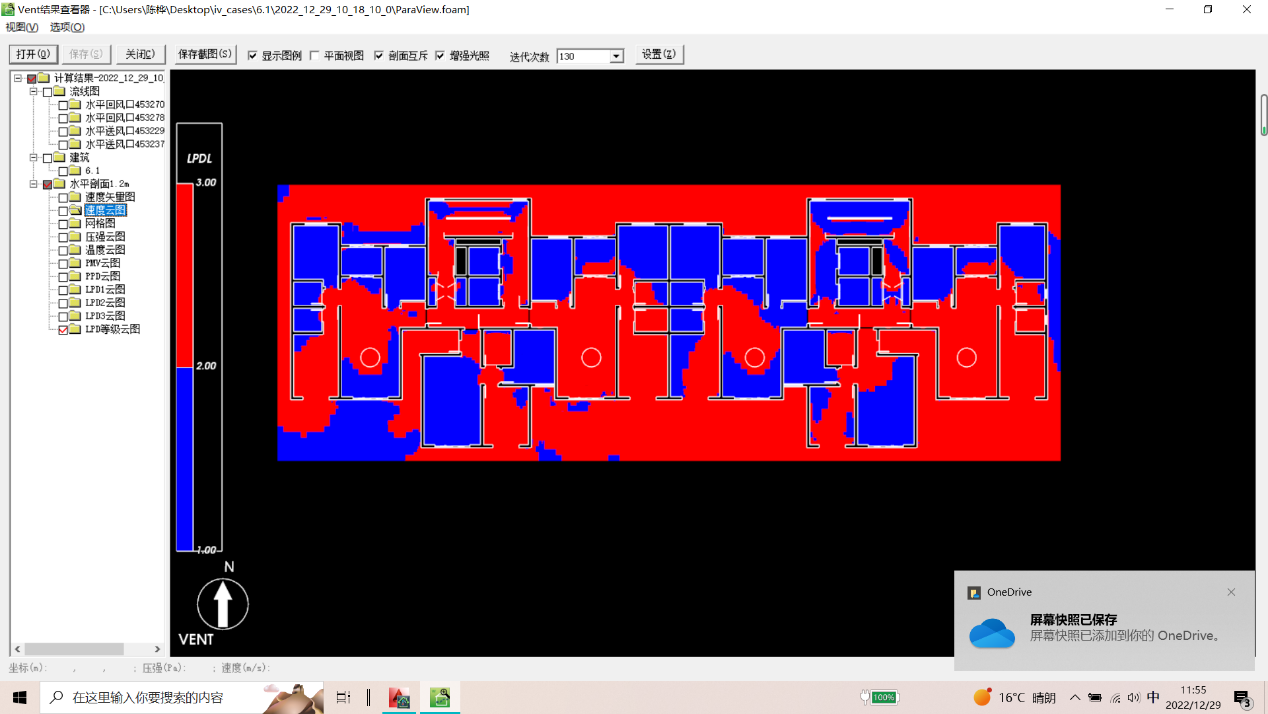 Vent结果查看器 - [C:\Users\陈桦\Desktop\iv_cases\6.1\2022_12_29_10_18_10_0\ParaView.foam]
视图(V) 选项(O)
打开(O) 保存(S) 关闭(C) 保存截图(S) 显示图例 平面视图 剖面互斥 增强光照 迭代次数 130 设置(Z)
计算结果-2022_12_29_10_
流线图
水平回风口453270
水平回风口453278
水平送风口453229
水平送风口453237
建筑
6.1
水平剖面1.2m
速度矢量图
速度云图
网格图
压强云图
温度云图
PMV云图
PPD云图
LPD1云图
LPD2云图
LPD3云图
LPD等级云图
LPDL
3.00
2.00
1.00
N
VENT
OneDrive
屏幕快照已保存
屏幕快照已添加到你的 OneDrive。
坐标(m): , , ; 压强(Pa): ; 速度(m/s):
在这里输入你要搜索的内容
100%
16°C 晴朗
中
11:55
2022/12/29
3